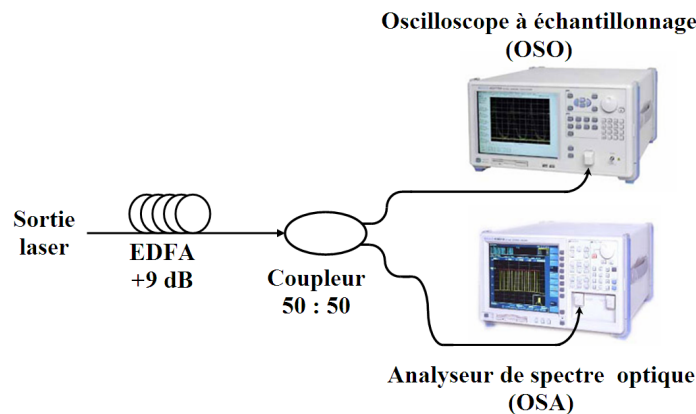 Oscilloscope à échantillonnage
(OSO)
Sortie
laser
EDFA
+9 dB
Coupleur
50 : 50
Analyseur de spectre optique
(OSA)